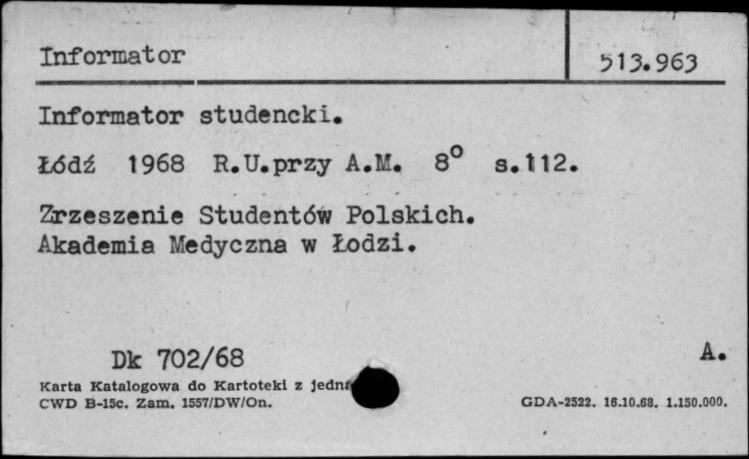 Informator
513.963
Informator studencki.
Łódź 1968 R.U.przy A.M. 8° s.112.
Zrzeszenie Studentów Polskich.
Akademia Medyczna w Łodzi.
Dk 702/68
A.
Karta Katalogowa do Kartoteki z
CWD B-15c. Zam. 1557/DW/On.
GDA-2522. 16.10.68. 1.150.000.